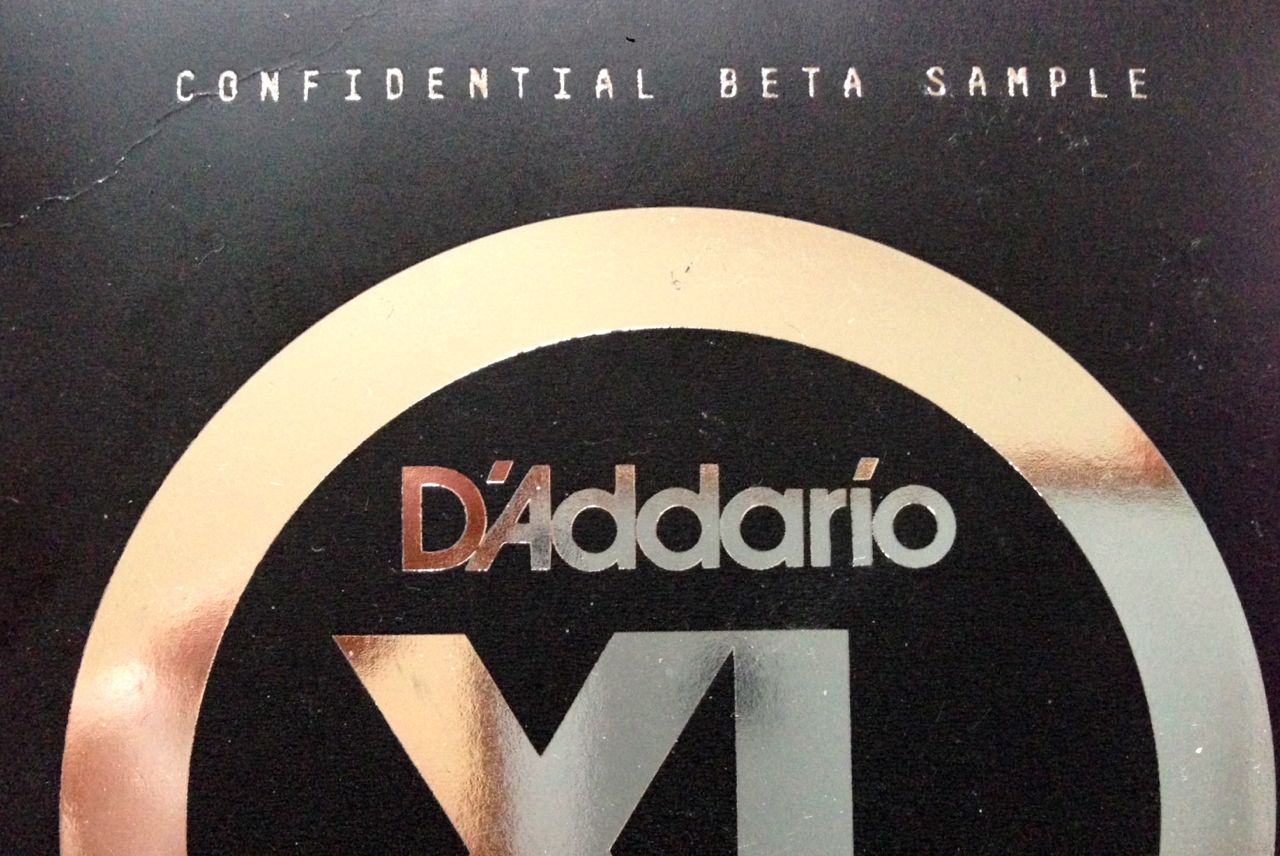 CONFIDENTIAL BETA SAMPLE
D'Addario
XL